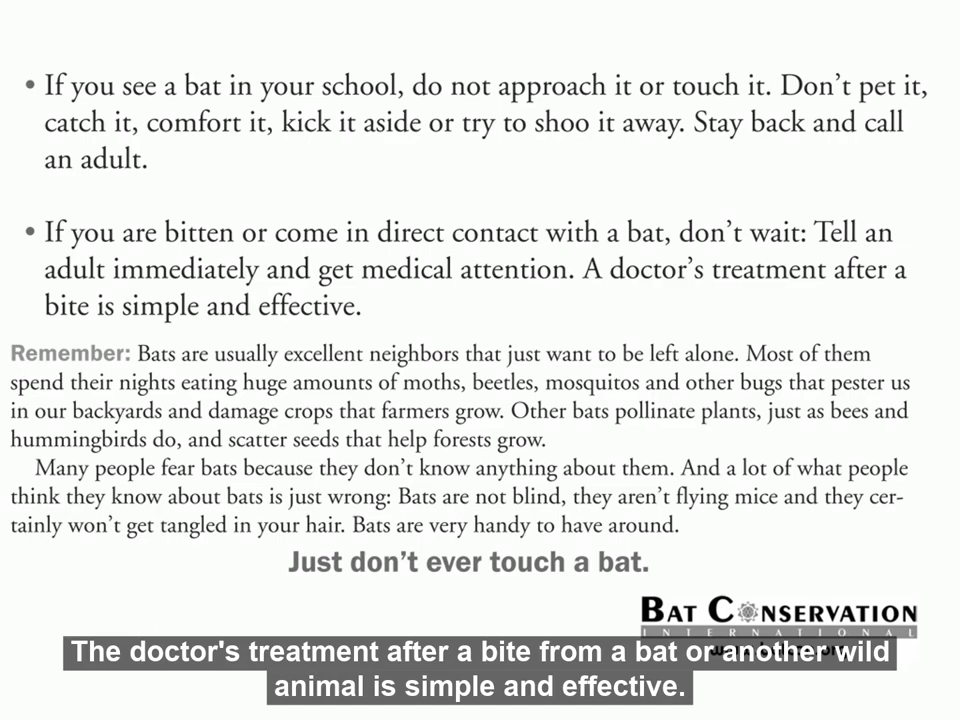 • If you see a bat in your school, do not approach it or touch it. Don’t pet it,
catch it, comfort it, kick it aside or try to shoo it away. Stay back and call
an adult.
• If you are bitten or come in direct contact with a bat, don’t wait: Tell an
adult immediately and get medical attention. A doctor’s treatment after a
bite is simple and effective.
Remember: Bats are usually excellent neighbors that just want to be left alone. Most of them
spend their nights eating huge amounts of moths, beetles, mosquitos and other bugs that pester us
in our backyards and damage crops that farmers grow. Other bats pollinate plants, just as bees and
hummingbirds do, and scatter seeds that help forests grow.
Many people fear bats because they don’t know anything about them. And a lot of what people
think they know about bats is just wrong: Bats are not blind, they aren’t flying mice and they cer-
tainly won’t get tangled in your hair. Bats are very handy to have around.
Just don’t ever touch a bat.
BAT CONSERVATION
INTERNATIONAL
The doctor's treatment after a bite from a bat or another wild
animal is simple and effective.